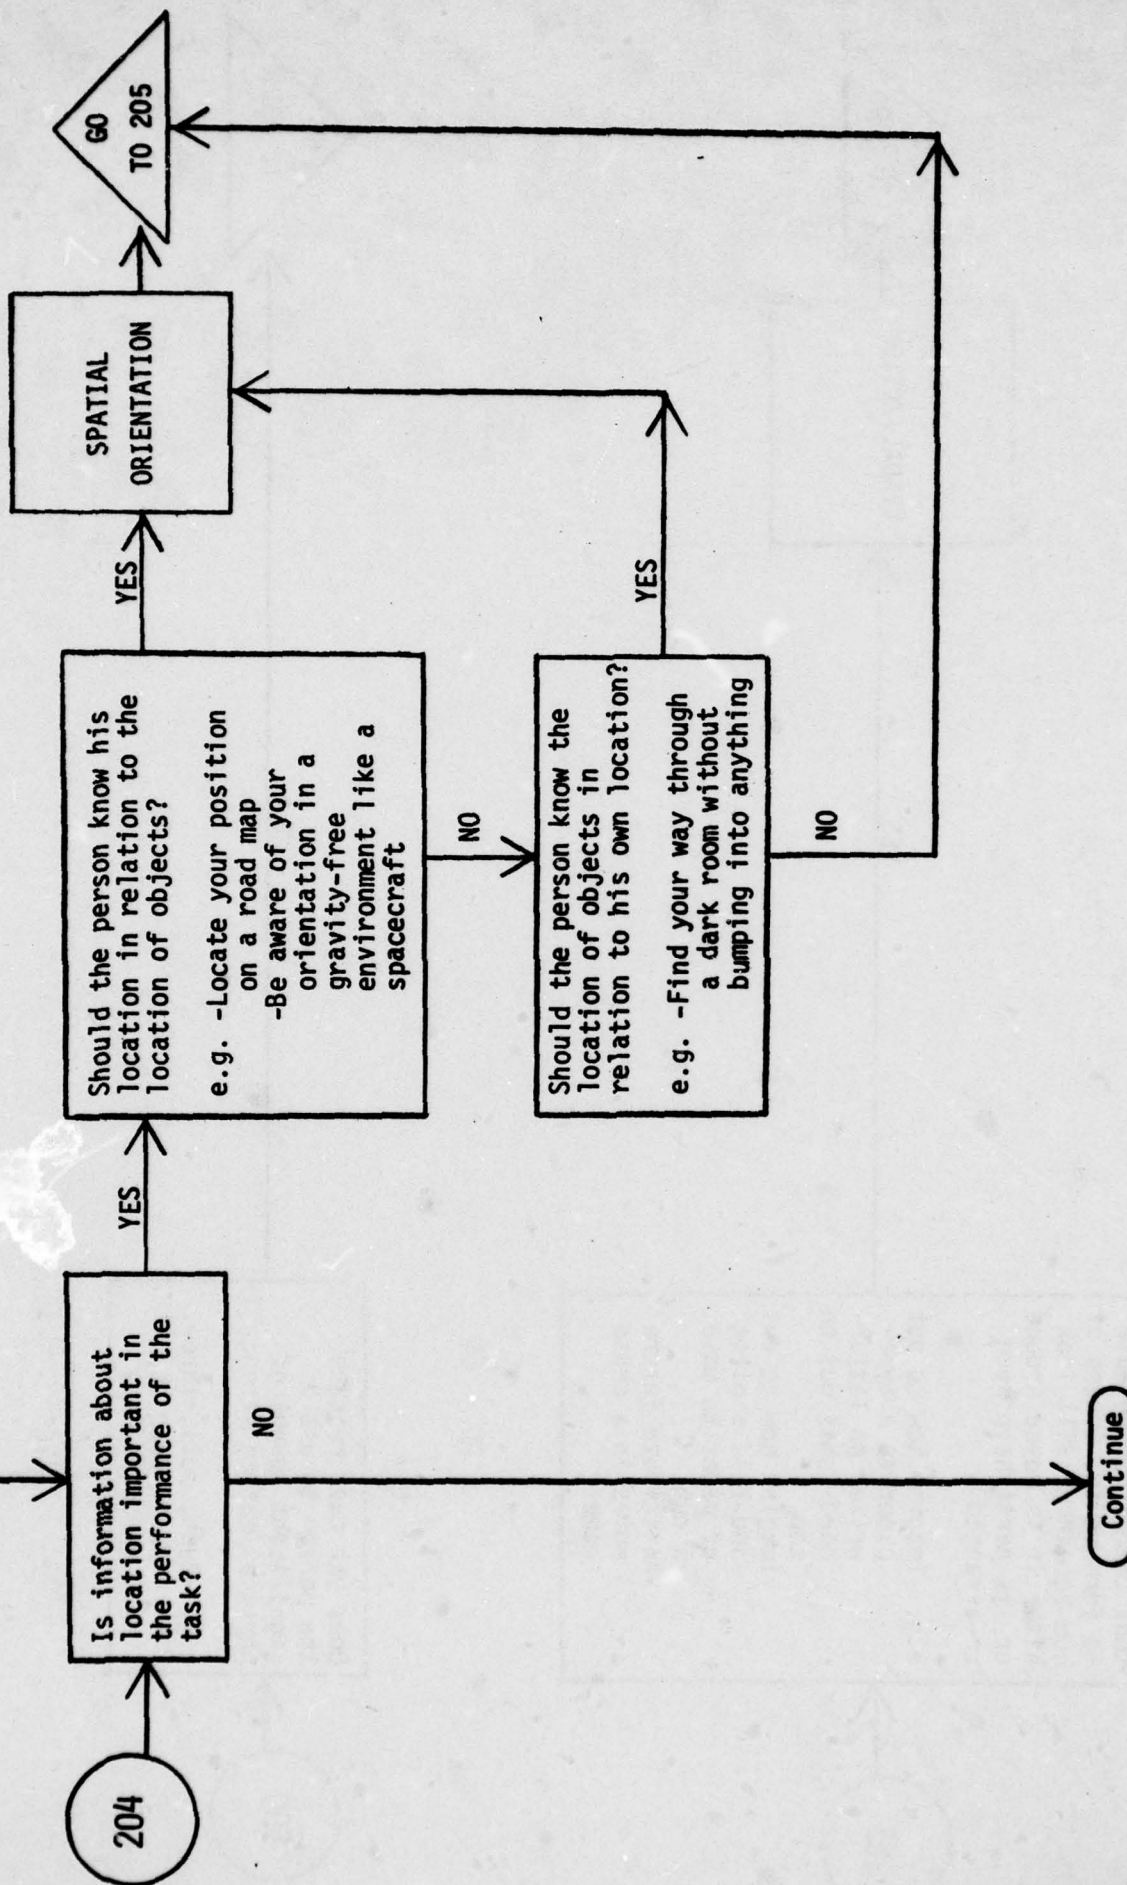 204
Is information about
location important in
the performance of the
task?
YES
NO
Continue
Should the person know his
location in relation to the
location of objects?
e.g. -Locate your position
on a road map
-Be aware of your
orientation in a
gravity-free
environment like a
spacecraft
YES
NO
Should the person know the
location of objects in
relation to his own location?
e.g. -Find your way through
a dark room without
bumping into anything
YES
NO
SPATIAL
ORIENTATION
GO
TO 205